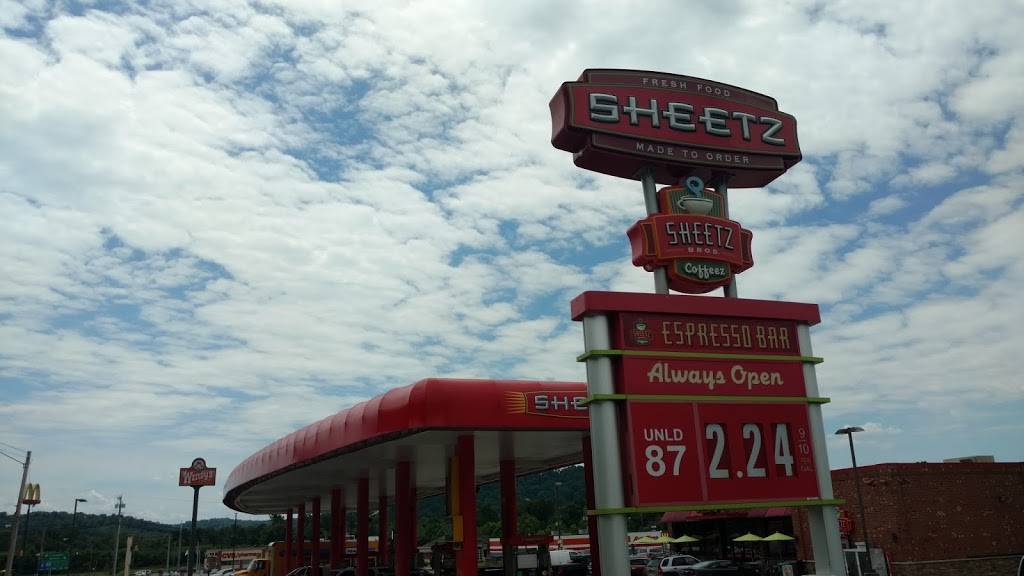 FRESH FOOD
SHEETZ
MADE TO ORDER
SHEETZ
BROS
Coffeez
ESPRESSO BAR
Always Open
UNLD
87
2.24 9/10
SHE
Wendy's